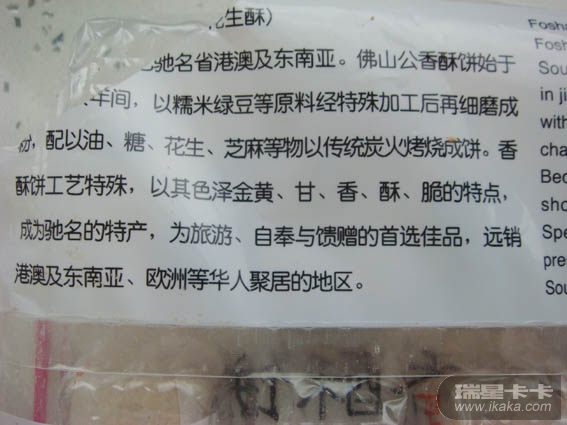 花生酥） Fosha
驰名省港澳及东南亚。佛山公香酥饼始于 Fosh
年间，以糯米绿豆等原料经特殊加工后再细磨成 Sou
粉，配以油、糖、花生、芝麻等物以传统炭火烤烧成饼。香 in ji
酥饼工艺特殊，以其色泽金黄、甘、香、酥、脆的特点， with
成为驰名的特产，为旅游、自奉与馈赠的首选佳品，远销 cha
港澳及东南亚、欧洲等华人聚居的地区。 Bec
sho
Spe
pre
Sou
瑞星卡卡
www.ikaka.com